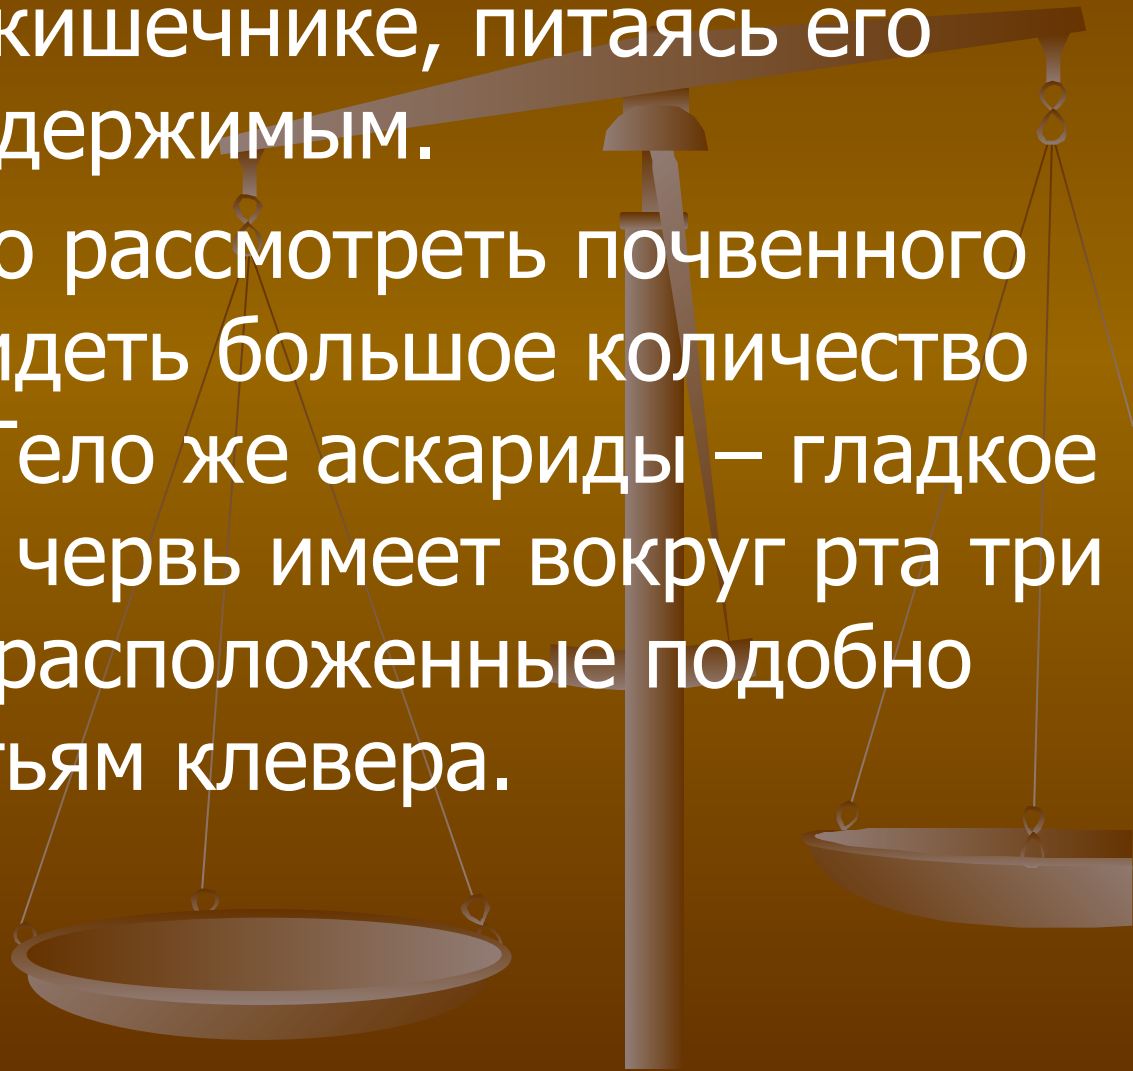 кишечнике, питаясь его
держимым.
о рассмотреть почвенного
идеть большое количество
Тело же аскариды – гладкое
червь имеет вокруг рта три
расположенные подобно
тьям клевера.